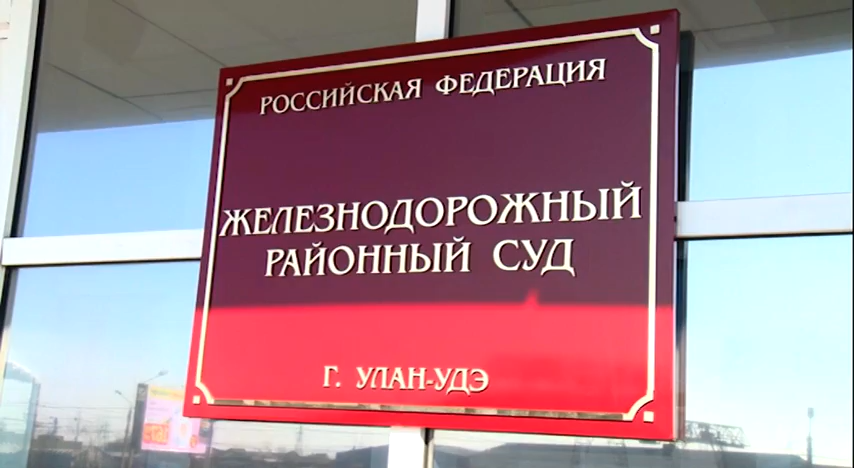 РОССИЙСКАЯ ФЕДЕРАЦИЯ
ЖЕЛЕЗНОДОРОЖНЫЙ
РАЙОННЫЙ СУД
Г. УЛАН-УДЭ